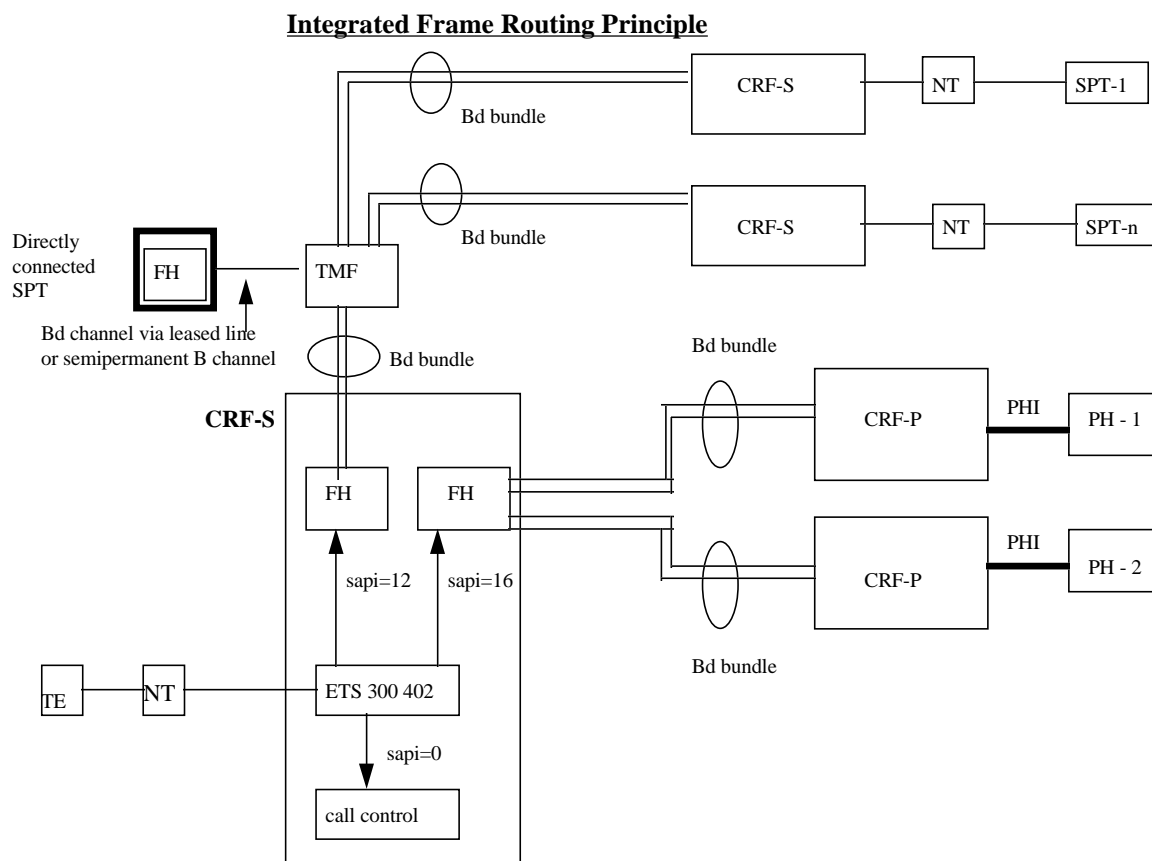 Integrated Frame Routing Principle
CRF-S
NT
SPT-1
Bd bundle
CRF-S
NT
SPT-n
Bd bundle
Directly
connected
SPT
FH
TMF
Bd channel via leased line
or semipermanent B channel
Bd bundle
Bd bundle
CRF-S
CRF-P
PHI
PH - 1
FH
FH
CRF-P
PHI
PH - 2
sapi=12
sapi=16
Bd bundle
TE
NT
ETS 300 402
sapi=0
call control